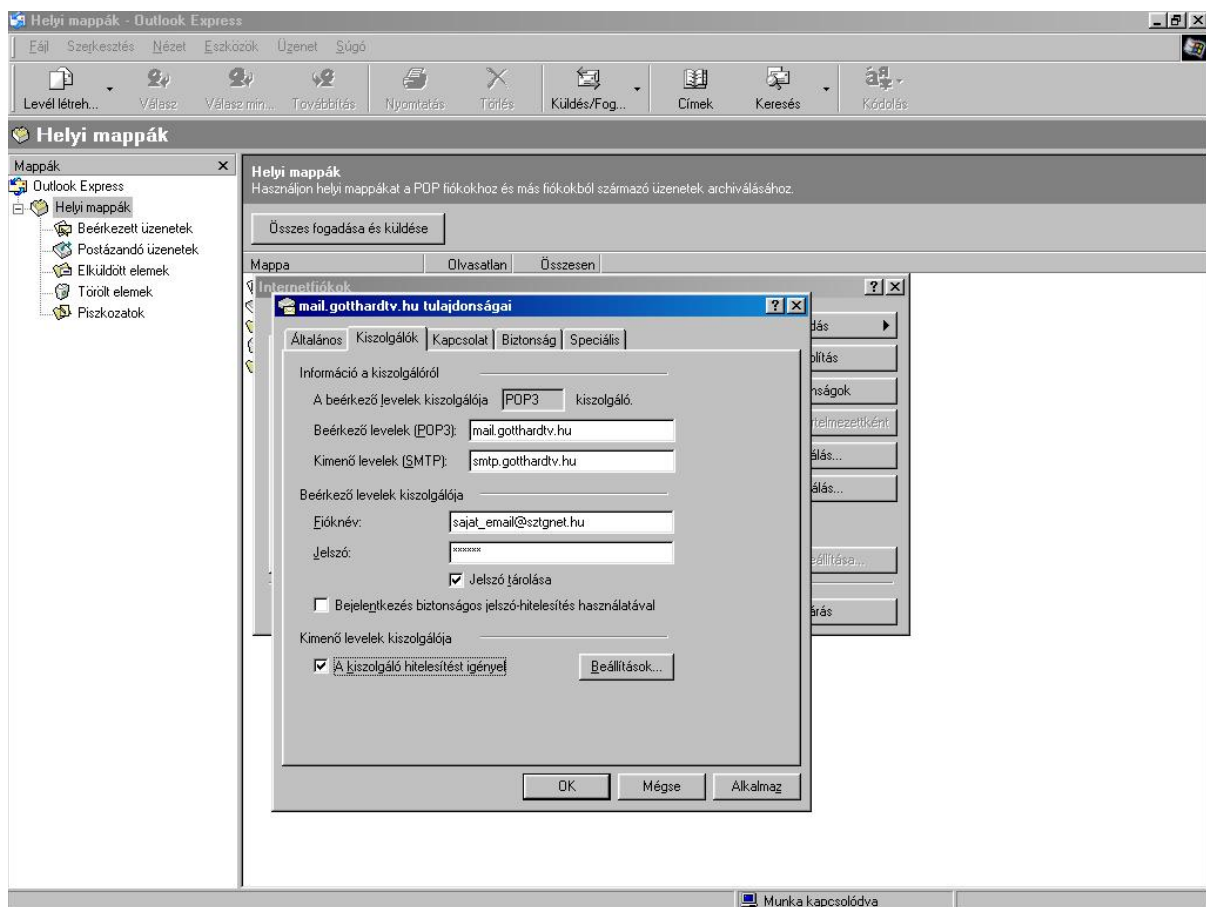 Helyi mappák - Outlook Express
Fájl Szerkesztés Nézet Eszközök Üzenet Súgó
Levél létreh... Válasz Válasz min... Továbbítás Nyomtatás Törlés Küldés/Fog... Címek Keresés Kódolás
Helyi mappák
Mappák
Outlook Express
Helyi mappák
Beérkezett üzenetek
Postázandó üzenetek
Elküldött elemek
Törölt elemek
Piszkozatok
Helyi mappák
Használjon helyi mappákat a POP fiókokhoz és más fiókokból származó üzenetek archiválásához.
Összes fogadása és küldése
Mappa Olvasatlan Összesen
Internetfiókok
mail.gotthardtv.hu tulajdonságai
Általános Kiszolgálók Kapcsolat Biztonság Speciális
Információ a kiszolgálóról
A beérkező levelek kiszolgálója POP3 kiszolgáló.
Beérkező levelek (POP3): mail.gotthardtv.hu
Kimenő levelek (SMTP): smtp.gotthardtv.hu
Beérkező levelek kiszolgálója
Fióknév: sajat_email@sztgnet.hu
Jelszó: ××××××
Jelszó tárolása
Bejelentkezés biztonságos jelszó-hitelesítés használatával
Kimenő levelek kiszolgálója
A kiszolgáló hitelesítést igényel Beállítások...
OK Mégse Alkalmaz
Munka kapcsolódva